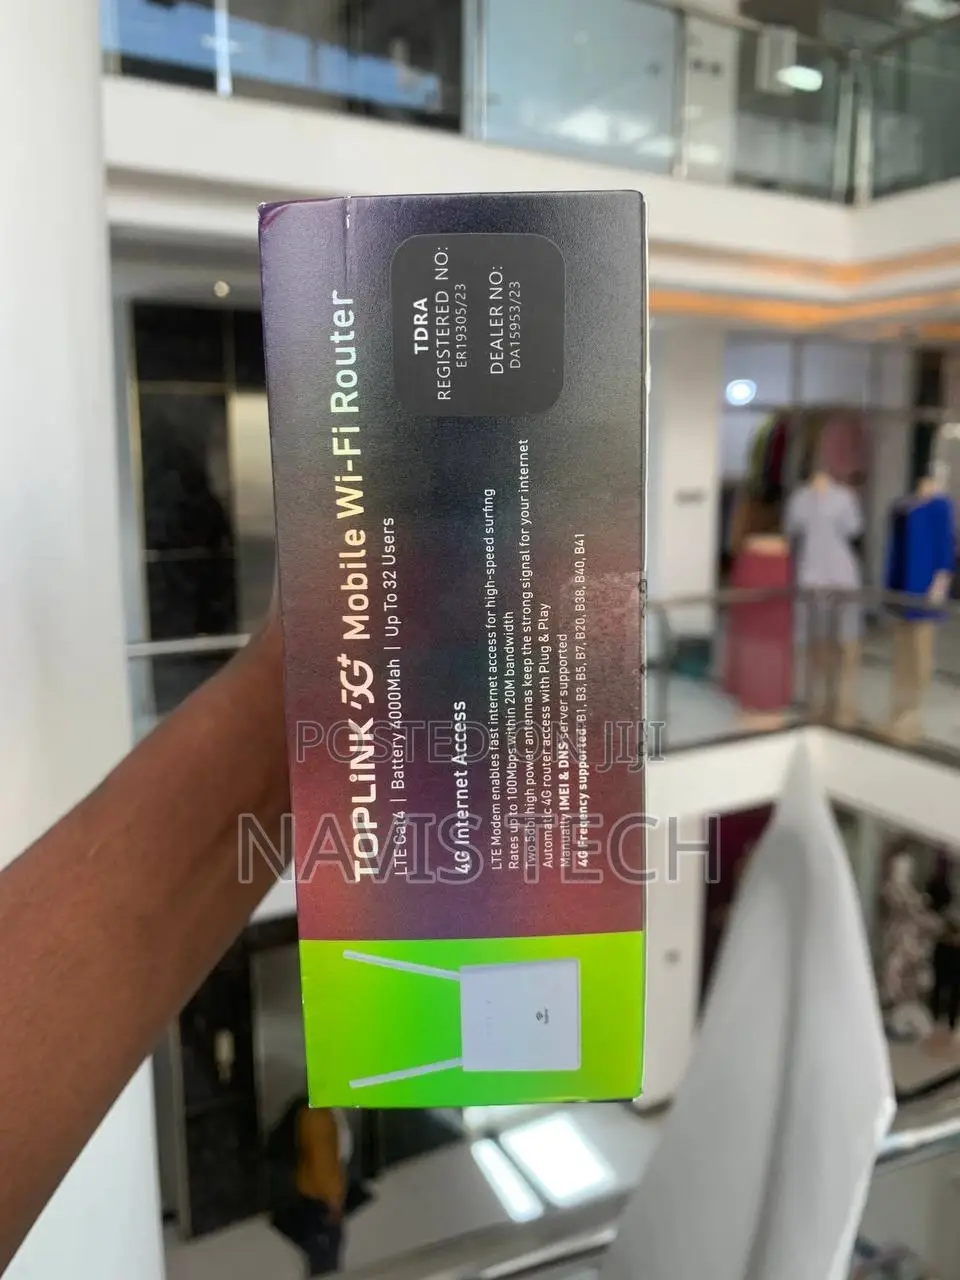 TOPLiNK 5G+ Mobile Wi-Fi Router
LTE Cat4 | Battery 4000Mah | Up To 32 Users
4G Internet Access
LTE Modem enables fast internet access for high-speed surfing
Rates up to 100Mbps within 20M bandwidth
Two 5dbi high power antennas keep the strong signal for your internet
Automatic 4G router access with Plug & Play
Manually IMEI & DNS server supported
4G Freqency supported: B1, B3, B5, B7, B20, B38, B40, B41
TDRA
REGISTERED NO:
ER19305/23
DEALER NO:
DA15953/23
POSTED ON JIJI
NAVIS TECH